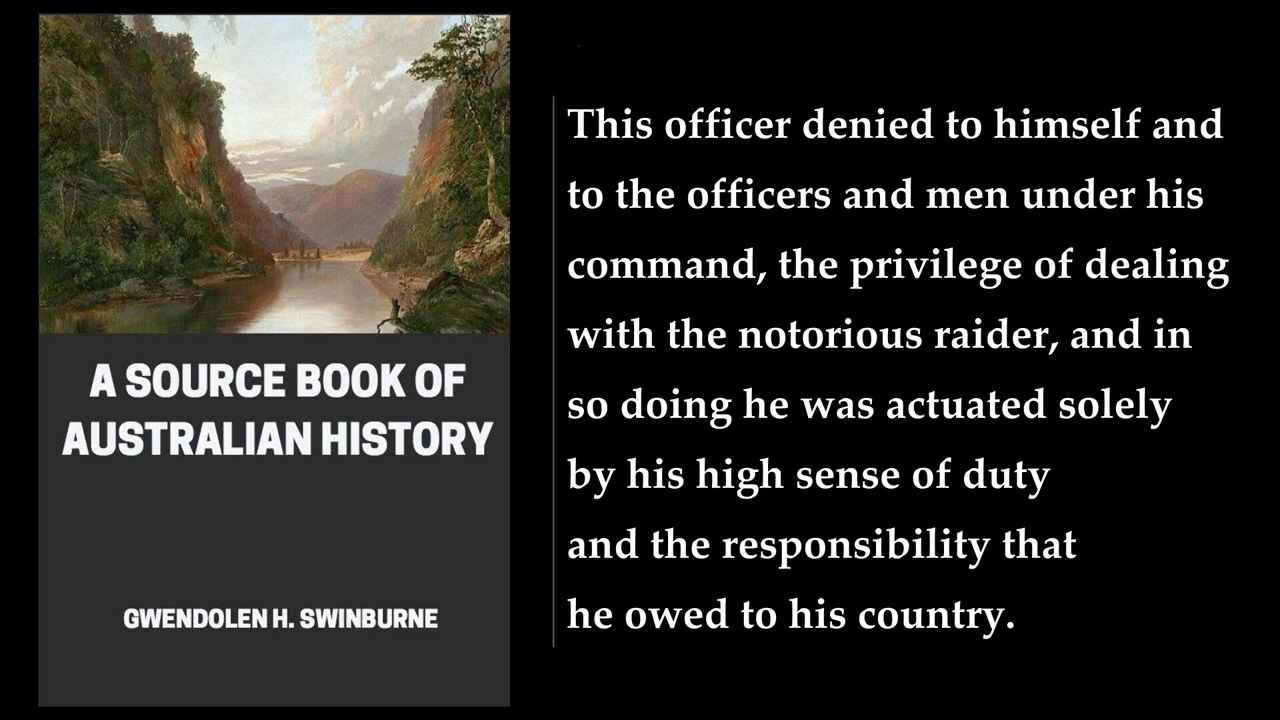 A SOURCE BOOK OF
AUSTRALIAN HISTORY
GWENDOLEN H. SWINBURNE
This officer denied to himself and
to the officers and men under his
command, the privilege of dealing
with the notorious raider, and in
so doing he was actuated solely
by his high sense of duty
and the responsibility that
he owed to his country.